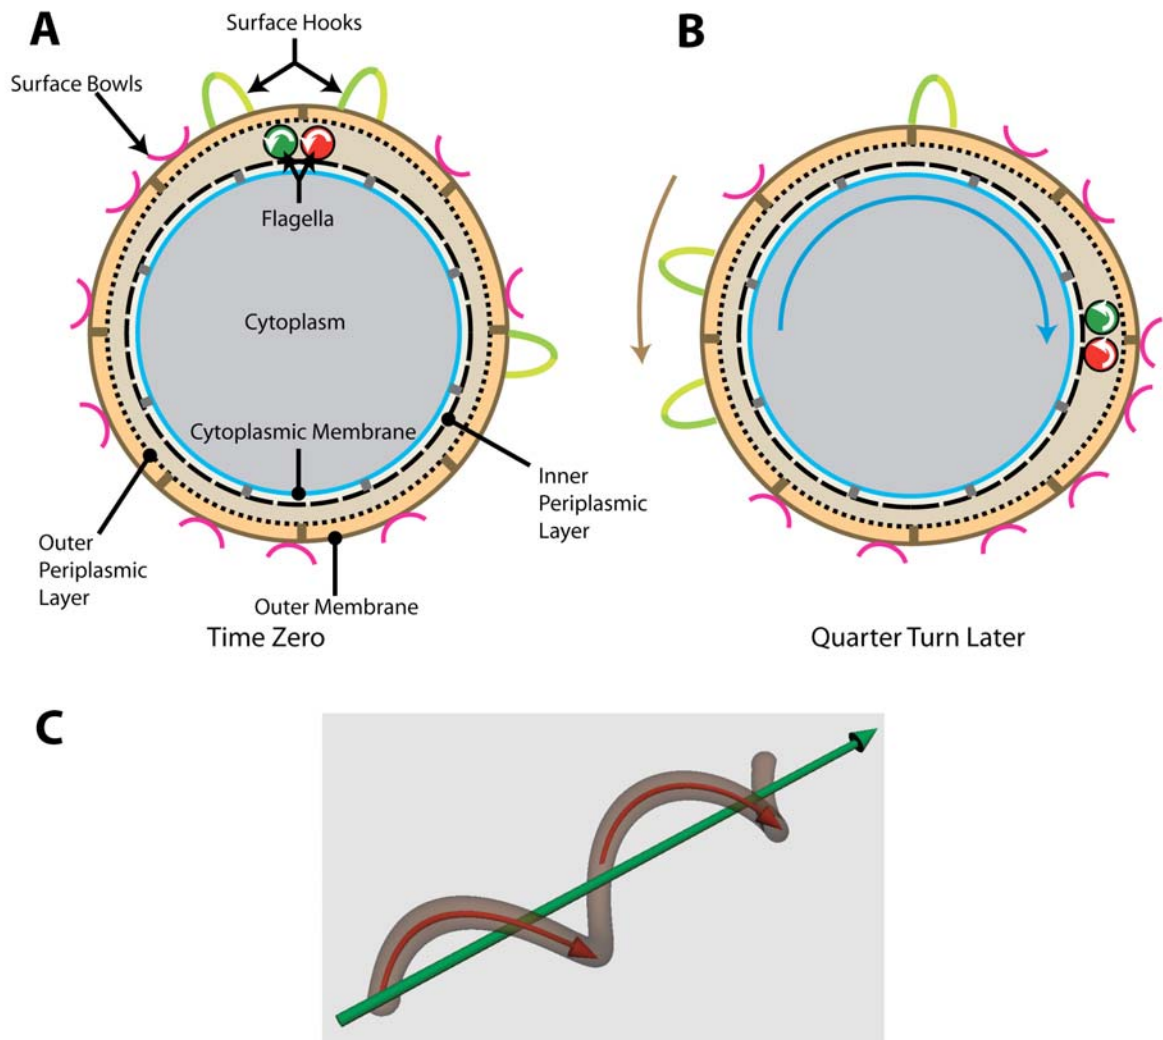 A
Surface Hooks
Surface Bowls
Flagella
Cytoplasm
Cytoplasmic Membrane
Inner
Periplasmic
Layer
Outer
Periplasmic
Layer
Outer Membrane
Time Zero
B
Quarter Turn Later
C